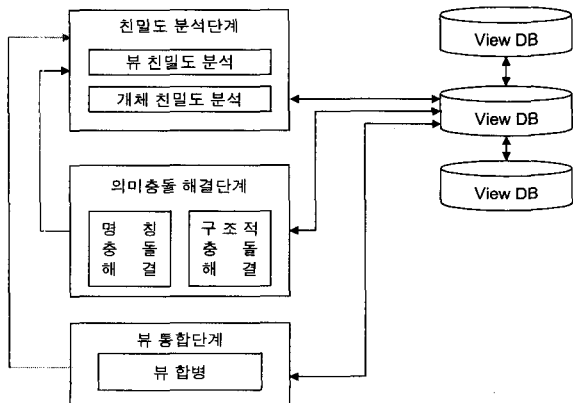 친밀도 분석단계
뷰 친밀도 분석
개체 친밀도 분석
의미충돌 해결단계
명 칭
충 돌
해 결
구 조 적
충 돌
해 결
뷰 통합단계
뷰 합병
View DB
View DB
View DB